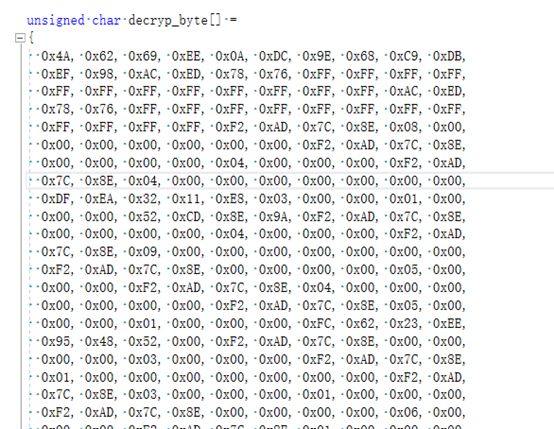 unsigned char decryp_byte[] =
{
0x4A, 0x62, 0x69, 0xEE, 0x0A, 0xDC, 0x9E, 0x68, 0xC9, 0xDB,
0xEF, 0x98, 0xAC, 0xED, 0x78, 0x76, 0xFF, 0xFF, 0xFF, 0xFF,
0xFF, 0xFF, 0xFF, 0xFF, 0xFF, 0xFF, 0xFF, 0xFF, 0xAC, 0xED,
0x78, 0x76, 0xFF, 0xFF, 0xFF, 0xFF, 0xFF, 0xFF, 0xFF, 0xFF,
0xFF, 0xFF, 0xFF, 0xFF, 0xF2, 0xAD, 0x7C, 0x8E, 0x08, 0x00,
0x00, 0x00, 0x00, 0x00, 0x00, 0x00, 0xF2, 0xAD, 0x7C, 0x8E,
0x00, 0x00, 0x00, 0x00, 0x04, 0x00, 0x00, 0x00, 0xF2, 0xAD,
0x7C, 0x8E, 0x04, 0x00, 0x00, 0x00, 0x00, 0x00, 0x00, 0x00,
0xDF, 0xEA, 0x32, 0x11, 0xE8, 0x03, 0x00, 0x00, 0x01, 0x00,
0x00, 0x00, 0x52, 0xCD, 0x8E, 0x9A, 0xF2, 0xAD, 0x7C, 0x8E,
0x00, 0x00, 0x00, 0x00, 0x04, 0x00, 0x00, 0x00, 0xF2, 0xAD,
0x7C, 0x8E, 0x09, 0x00, 0x00, 0x00, 0x00, 0x00, 0x00, 0x00,
0xF2, 0xAD, 0x7C, 0x8E, 0x00, 0x00, 0x00, 0x00, 0x05, 0x00,
0x00, 0x00, 0xF2, 0xAD, 0x7C, 0x8E, 0x04, 0x00, 0x00, 0x00,
0x00, 0x00, 0x00, 0x00, 0xF2, 0xAD, 0x7C, 0x8E, 0x05, 0x00,
0x00, 0x00, 0x01, 0x00, 0x00, 0x00, 0xFC, 0x62, 0x23, 0xEE,
0x95, 0x48, 0x52, 0x00, 0xF2, 0xAD, 0x7C, 0x8E, 0x00, 0x00,
0x00, 0x00, 0x03, 0x00, 0x00, 0x00, 0xF2, 0xAD, 0x7C, 0x8E,
0x01, 0x00, 0x00, 0x00, 0x00, 0x00, 0x00, 0x00, 0xF2, 0xAD,
0x7C, 0x8E, 0x03, 0x00, 0x00, 0x00, 0x01, 0x00, 0x00, 0x00,
0xF2, 0xAD, 0x7C, 0x8E, 0x00, 0x00, 0x00, 0x00, 0x06, 0x00,